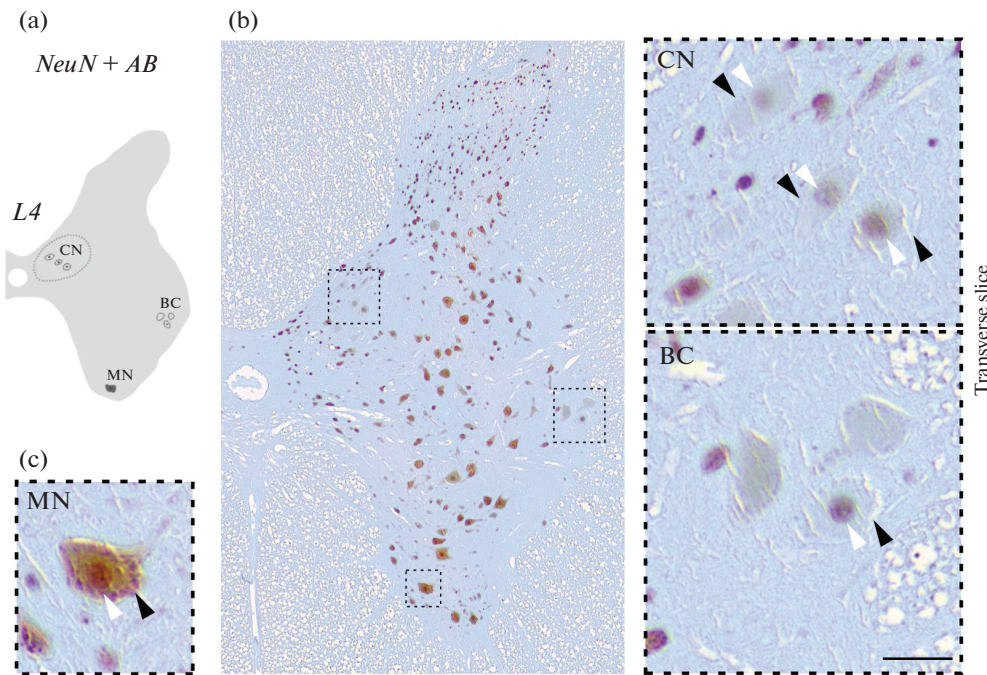 (a)
NeuN + AB
L4
CN
BC
MN
(b)
CN
BC
Transverse slice
(c)
MN